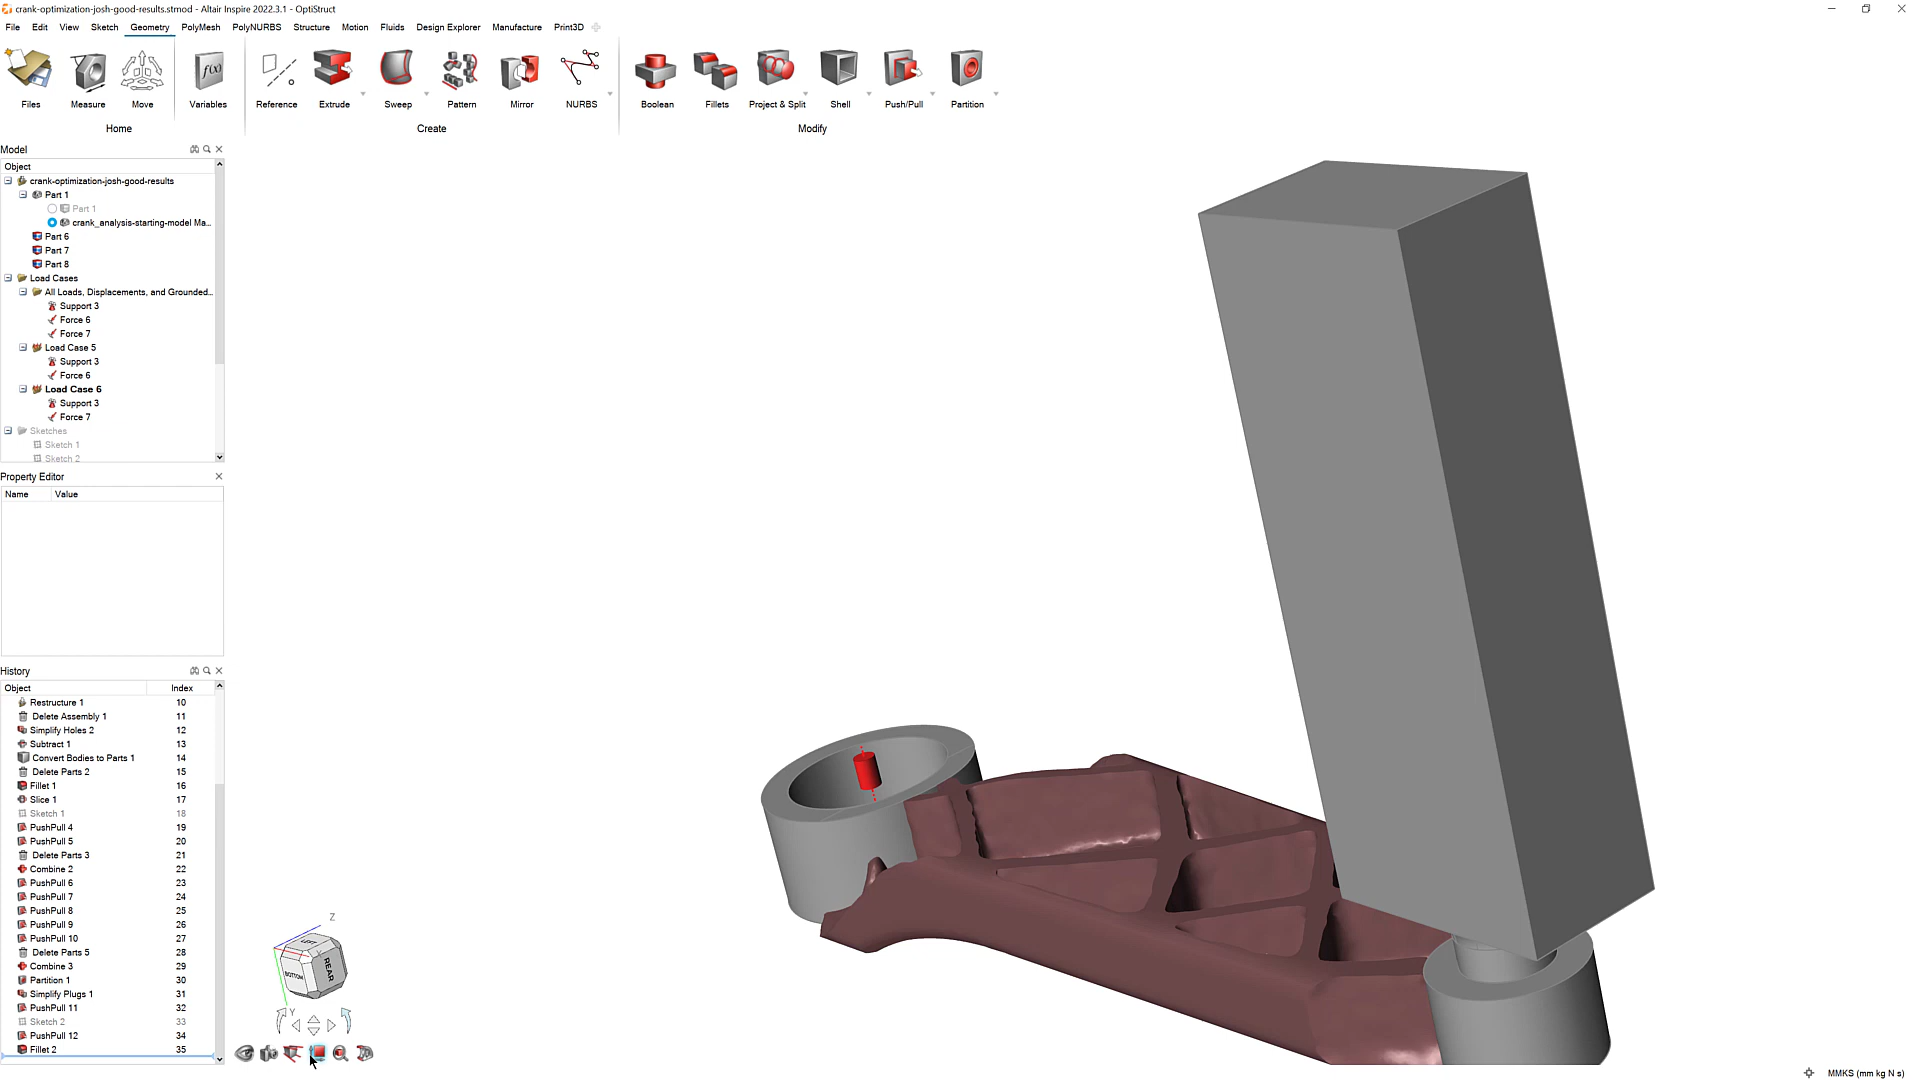 crank-optimization-josh-good-results.stmod - Altair Inspire 2022.3.1 - OptiStruct
File Edit View Sketch Geometry PolyMesh PolyNURBS Structure Motion Fluids Design Explorer Manufacture Print3D
f(x)
Files Measure Move Variables Reference Extrude Sweep Pattern Mirror NURBS Boolean Fillets Project & Split Shell Push/Pull Partition
Home Create Modify
Model
Object
crank-optimization-josh-good-results
Part 1
Part 1
crank_analysis-starting-model Ma...
Part 6
Part 7
Part 8
Load Cases
All Loads, Displacements, and Grounded...
Support 3
Force 6
Force 7
Load Case 5
Support 3
Force 6
Load Case 6
Support 3
Force 7
Sketches
Sketch 1
Sketch 2
Property Editor
Name Value
History
Object Index
Restructure 1 10
Delete Assembly 1 11
Simplify Holes 2 12
Subtract 1 13
Convert Bodies to Parts 1 14
Delete Parts 2 15
Fillet 1 16
Slice 1 17
Sketch 1 18
PushPull 4 19
PushPull 5 20
Delete Parts 3 21
Combine 2 22
PushPull 6 23
PushPull 7 24
PushPull 8 25
PushPull 9 26
PushPull 10 27
Delete Parts 5 28
Combine 3 29
Partition 1 30
Simplify Plugs 1 31
PushPull 11 32
Sketch 2 33
PushPull 12 34
Fillet 2 35
Z
LEFT
REAR
BOTTOM
Y
MMKS (mm kg N s)